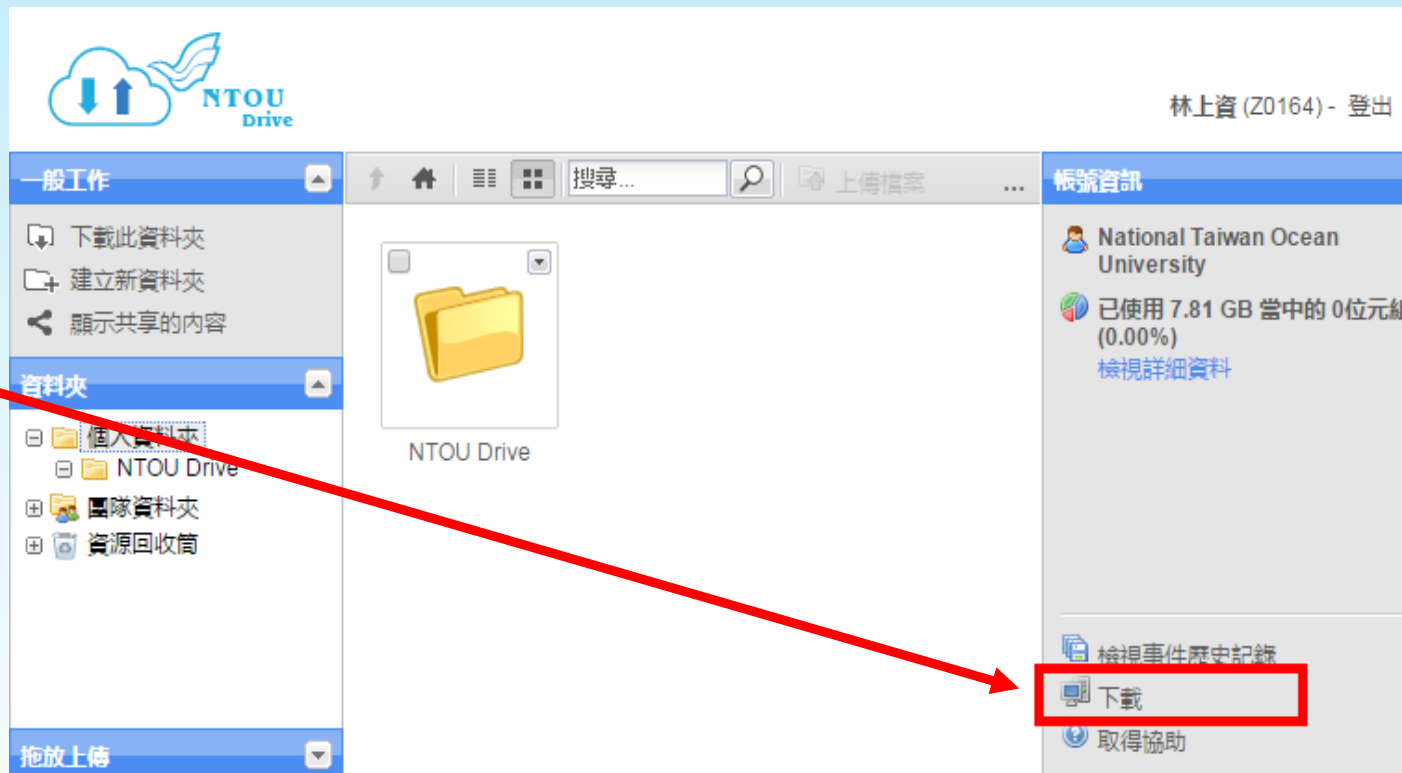 NTOU
Drive
林上資 (Z0164) - 登出
一般工作
搜尋...
上傳檔案
...
帳號資訊
下載此資料夾
建立新資料夾
顯示共享的內容
資料夾
個人資料夾
NTOU Drive
團隊資料夾
資源回收筒
拖放上傳
NTOU Drive
National Taiwan Ocean
University
已使用 7.81 GB 當中的 0位元組
(0.00%)
檢視詳細資料
檢視事件歷史記錄
下載
取得協助